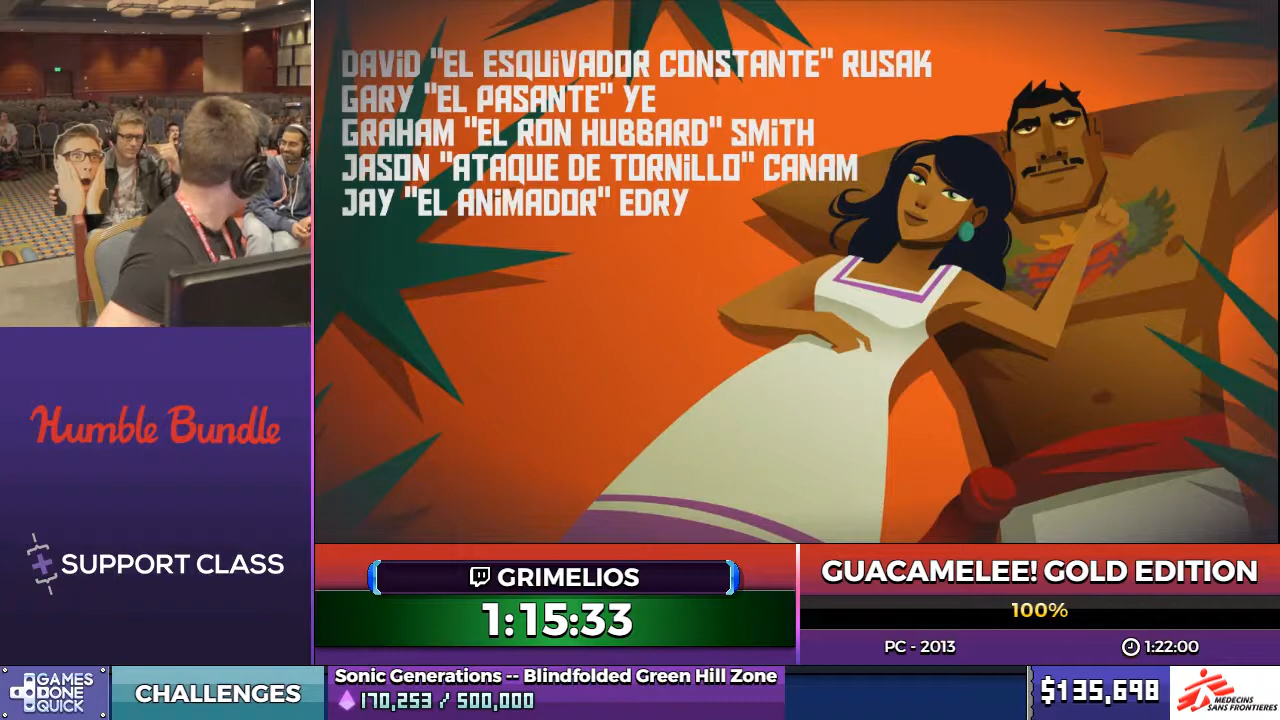 DAVID "EL ESQUIVADOR CONSTANTE" RUSAK
GARY "EL PASANTE" YE
GRAHAM "EL RON HUBBARD" SMITH
JASON "ATAQUE DE TORNILLO" CANAM
JAY "EL ANIMADOR" EDRY
Humble Bundle
SUPPORT CLASS
GRIMELIOS
1:15:33
GUACAMELEE! GOLD EDITION
100%
PC - 2013
1:22:00
GAMES DONE QUICK
CHALLENGES
Sonic Generations -- Blindfolded Green Hill Zone
170,253 / 500,000
$135,698
MEDECINS
SANS FRONTIERES